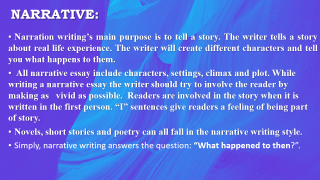 NARRATIVE:
• Narration writing's main purpose is to tell a story. The writer tells a story
about real life experience. The writer will create different characters and tell
you what happens to them.
• All narrative essay include characters, settings, climax and plot. While
writing a narrative essay the writer should try to involve the reader by
making as vivid as possible. Readers are involved in the story when it is
written in the first person. "I" sentences give readers a feeling of being part
of story.
• Novels, short stories and poetry can all fall in the narrative writing style.
• Simply, narrative writing answers the question: "What happened to then?".